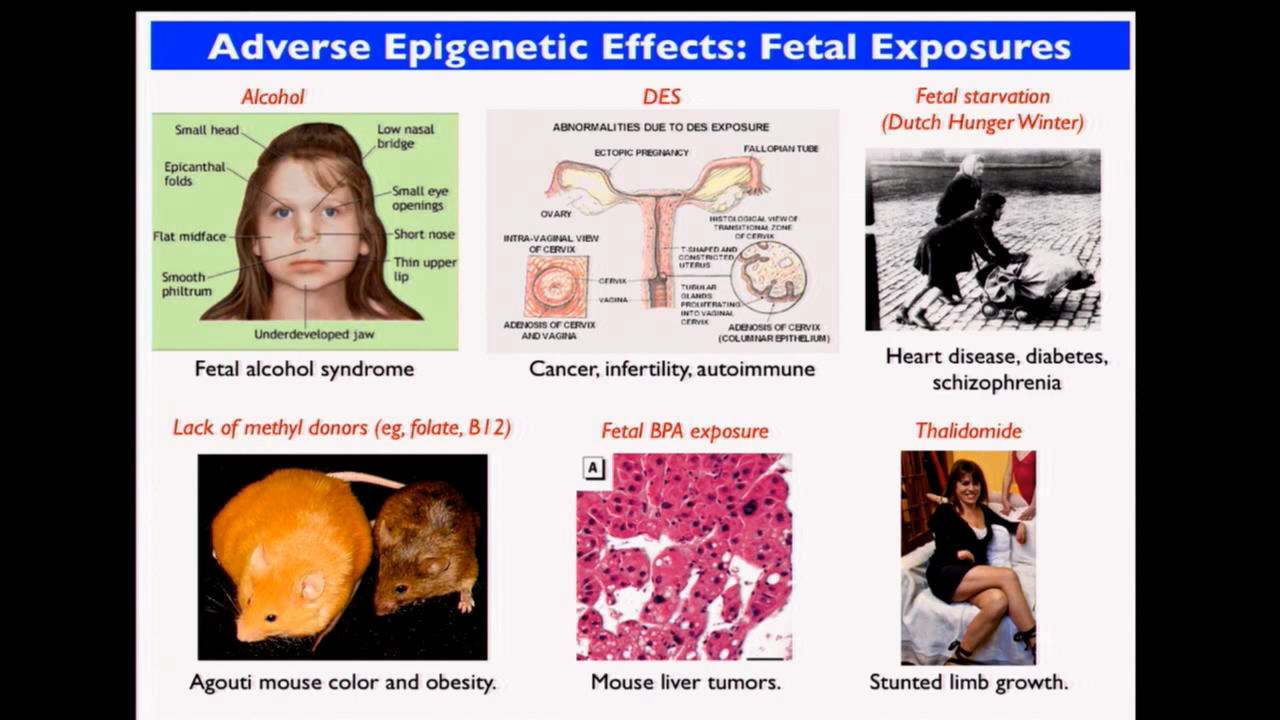 Adverse Epigenetic Effects: Fetal Exposures
Alcohol
Small head
Low nasal
bridge
Epicanthal
folds
Small eye
openings
Flat midface
Short nose
Smooth
philtrum
Thin upper
lip
Underdeveloped jaw
Fetal alcohol syndrome
DES
ABNORMALITIES DUE TO DES EXPOSURE
ECTOPIC PREGNANCY
FALLOPIAN TUBE
OVARY
HISTOLOGICAL VIEW OF
TRANSITIONAL ZONE
OF CERVIX
INTRA-VAGINAL VIEW
OF CERVIX
T-SHAPED AND
CONSTRICTED
UTERUS
CERVIX
VAGINA
TUBULAR
GLANDS
PROLIFERATING
INTO VAGINAL
CERVIX
ADENOSIS OF CERVIX
AND VAGINA
ADENOSIS OF CERVIX
(COLUMNAR EPITHELIUM)
Cancer, infertility, autoimmune
Fetal starvation
(Dutch Hunger Winter)
Heart disease, diabetes,
schizophrenia
Lack of methyl donors (eg, folate, B12)
Agouti mouse color and obesity.
Fetal BPA exposure
A
Mouse liver tumors.
Thalidomide
Stunted limb growth.